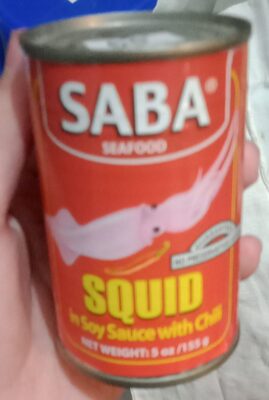 SABA®
SEAFOOD
SQUID
in Soy Sauce with Chili
NET WEIGHT: 5 oz /155 g